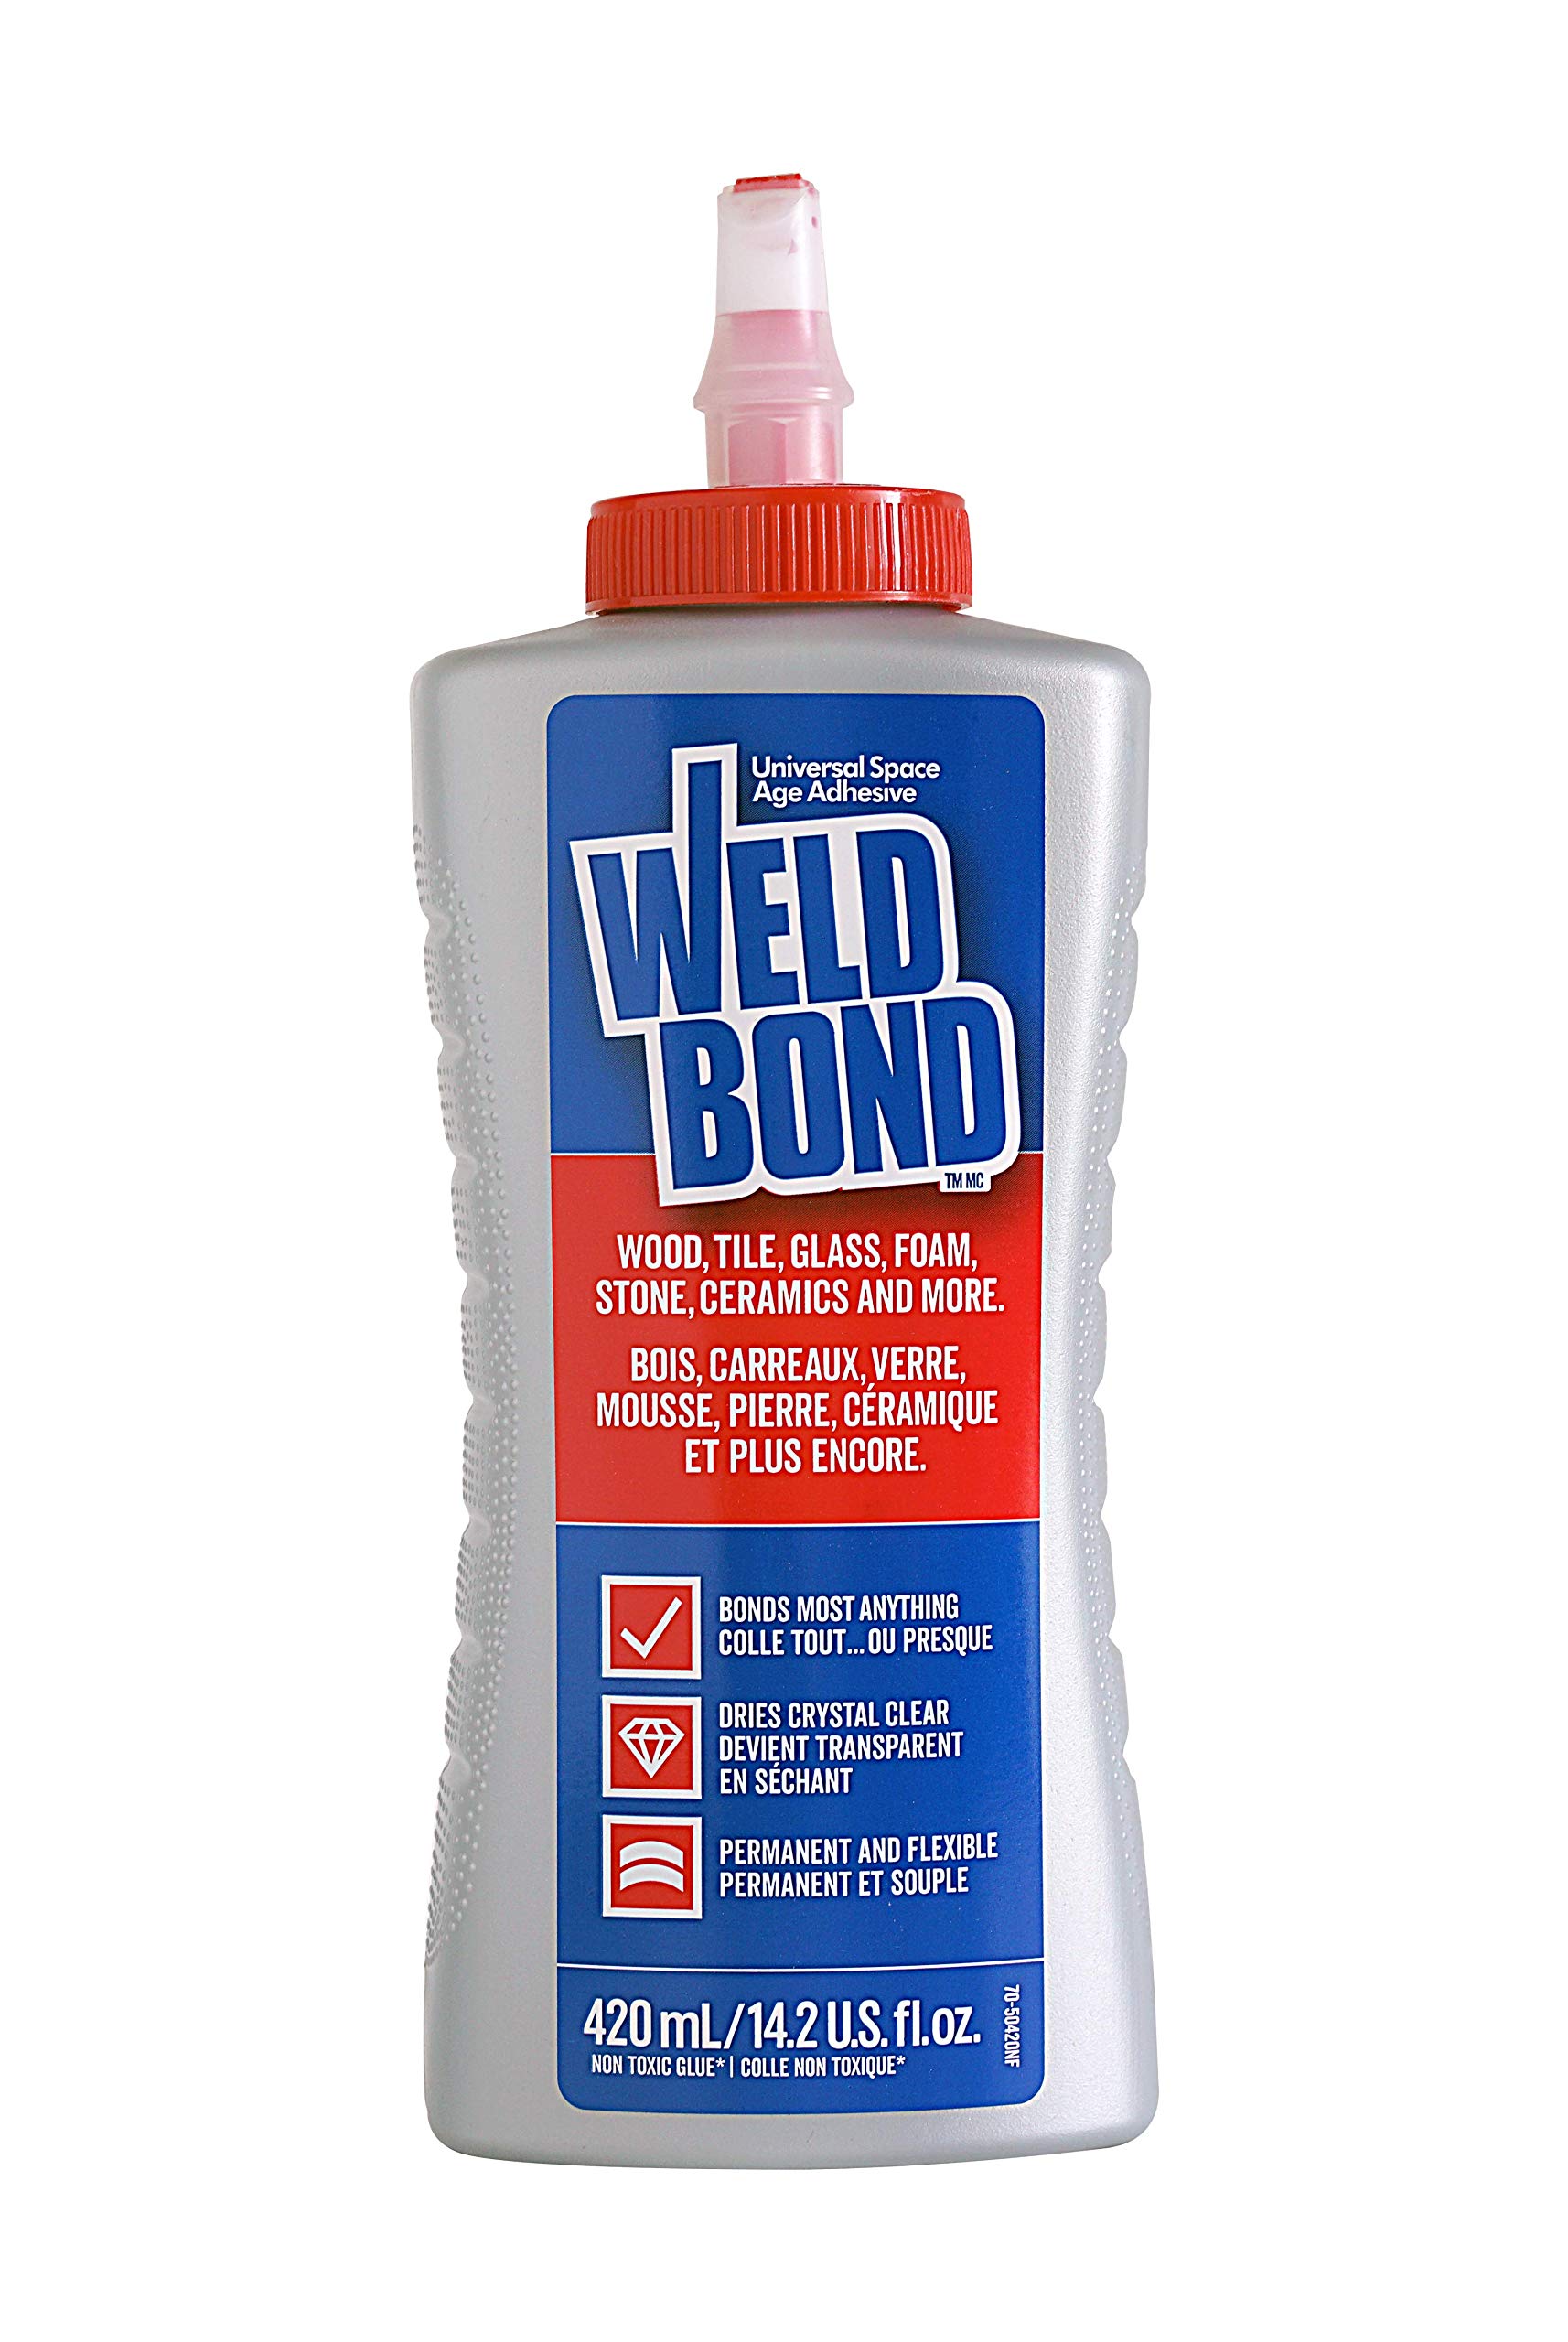 Universal Space
Age Adhesive
WELD
BOND
TM MC
WOOD, TILE, GLASS, FOAM,
STONE, CERAMICS AND MORE.
BOIS, CARREAUX, VERRE,
MOUSSE, PIERRE, CÉRAMIQUE
ET PLUS ENCORE.
BONDS MOST ANYTHING
COLLE TOUT... OU PRESQUE
DRIES CRYSTAL CLEAR
DEVIENT TRANSPARENT
EN SÉCHANT
PERMANENT AND FLEXIBLE
PERMANENT ET SOUPLE
420 mL/14.2 U.S. fl. oz.
NON TOXIC GLUE* | COLLE NON TOXIQUE*
70-50420NF